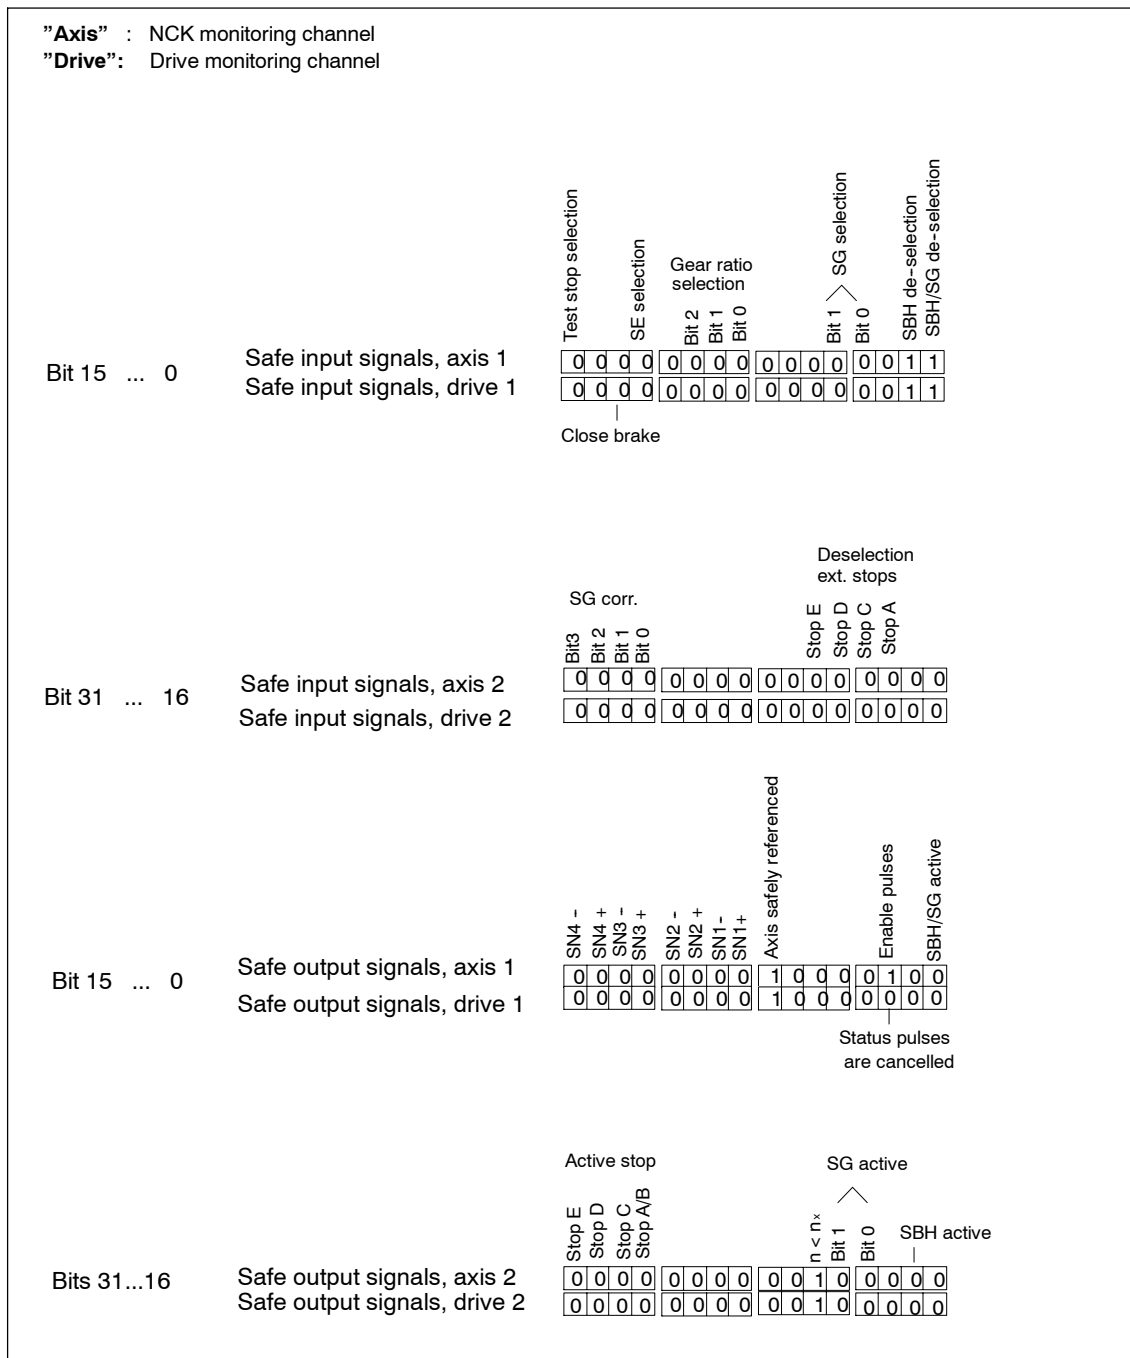 ”Axis” : NCK monitoring channel
”Drive”: Drive monitoring channel
Test stop selection
SE selection
Gear ratio
selection
Bit 2
Bit 1
Bit 0
Bit 1
SG selection
Bit 0
SBH de-selection
SBH/SG de-selection
Bit 15 ... 0
Safe input signals, axis 1 0 0 0 0 0 0 0 0 0 0 0 0 0 0 1 1
Safe input signals, drive 1 0 0 0 0 0 0 0 0 0 0 0 0 0 0 1 1
Close brake
Deselection
ext. stops
SG corr.
Bit3
Bit 2
Bit 1
Bit 0
Stop E
Stop D
Stop C
Stop A
Bit 31 ... 16
Safe input signals, axis 2 0 0 0 0 0 0 0 0 0 0 0 0 0 0 0 0
Safe input signals, drive 2 0 0 0 0 0 0 0 0 0 0 0 0 0 0 0 0
SN4 -
SN4 +
SN3 -
SN3 +
SN2 -
SN2 +
SN1-
SN1+
Axis safely referenced
Enable pulses
SBH/SG active
Bit 15 ... 0
Safe output signals, axis 1 0 0 0 0 0 0 0 0 1 0 0 0 0 1 0 0
Safe output signals, drive 1 0 0 0 0 0 0 0 0 1 0 0 0 0 0 0 0
Status pulses
are cancelled
Active stop
SG active
Stop E
Stop D
Stop C
Stop A/B
n < nx
Bit 1
Bit 0
SBH active
Bits 31...16
Safe output signals, axis 2 0 0 0 0 0 0 0 0 0 0 1 0 0 0 0 0
Safe output signals, drive 2 0 0 0 0 0 0 0 0 0 0 1 0 0 0 0 0